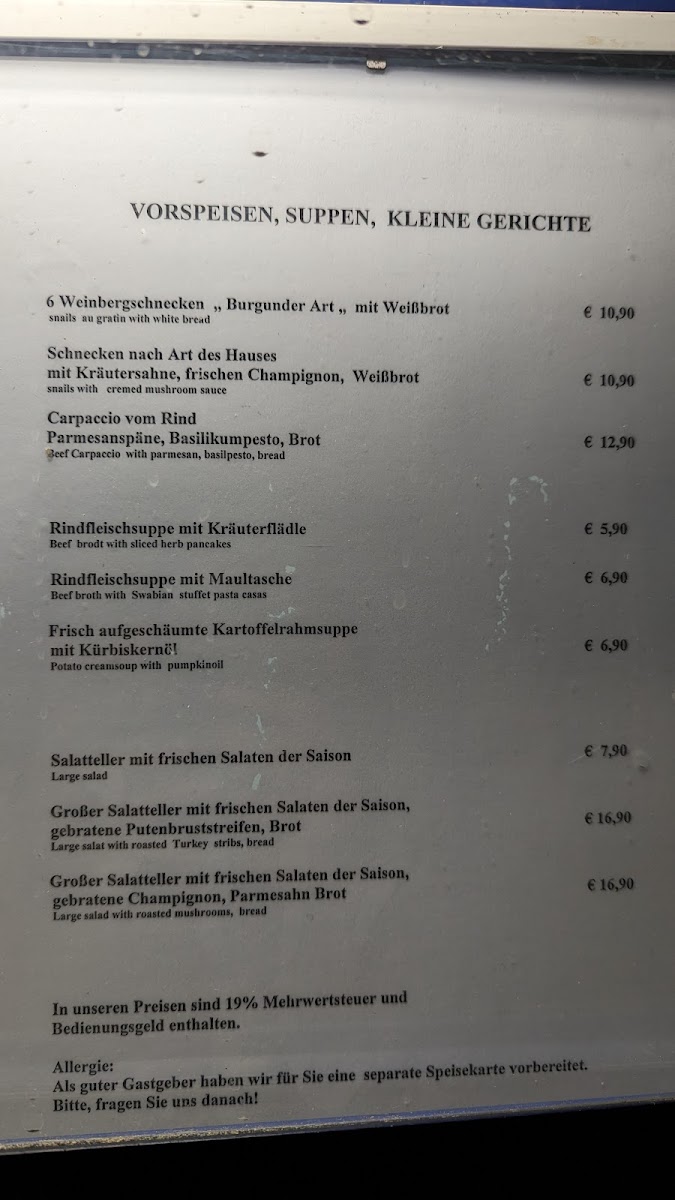 VORSPEISEN, SUPPEN, KLEINE GERICHTE
6 Weinbergschnecken „ Burgunder Art „ mit Weißbrot € 10,90
snails au gratin with white bread
Schnecken nach Art des Hauses
mit Kräutersahne, frischen Champignon, Weißbrot € 10,90
snails with cremed mushroom sauce
Carpaccio vom Rind
Parmesanspäne, Basilikumpesto, Brot € 12,90
Beef Carpaccio with parmesan, basilpesto, bread
Rindfleischsuppe mit Kräuterflädle € 5,90
Beef brodt with sliced herb pancakes
Rindfleischsuppe mit Maultasche € 6,90
Beef broth with Swabian stuffet pasta casas
Frisch aufgeschäumte Kartoffelrahmsuppe
mit Kürbiskernöl € 6,90
Potato creamsoup with pumpkinoil
Salatteller mit frischen Salaten der Saison € 7,90
Large salad
Großer Salatteller mit frischen Salaten der Saison,
gebratene Putenbruststreifen, Brot € 16,90
Large salat with roasted Turkey stribs, bread
Großer Salatteller mit frischen Salaten der Saison,
gebratene Champignon, Parmesahn Brot € 16,90
Large salad with roasted mushrooms, bread
In unseren Preisen sind 19% Mehrwertsteuer und
Bedienungsgeld enthalten.
Allergie:
Als guter Gastgeber haben wir für Sie eine separate Speisekarte vorbereitet.
Bitte, fragen Sie uns danach!